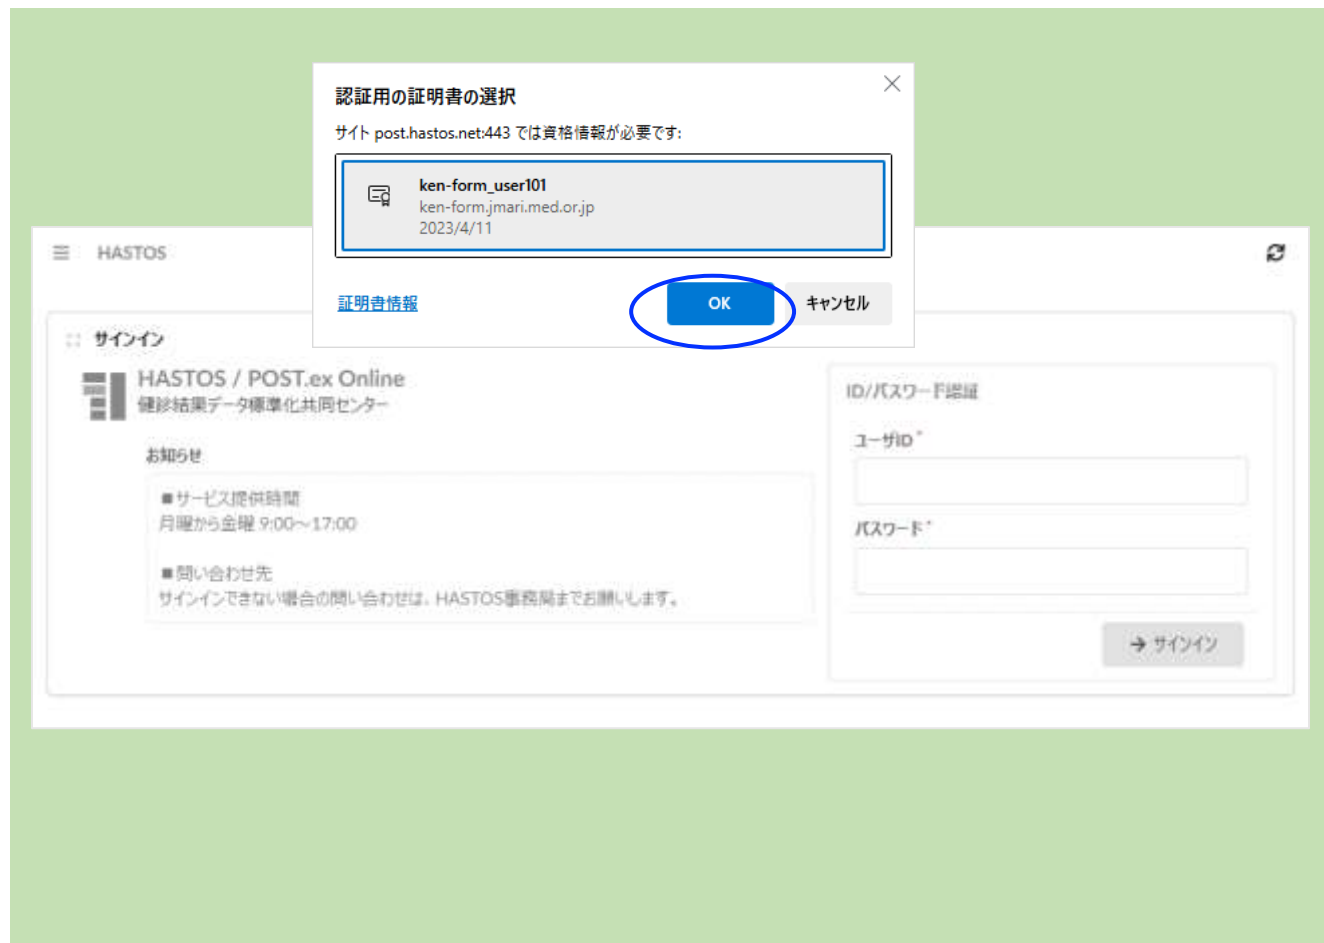 認証用の証明書の選択
サイト post.hastos.net:443 では資格情報が必要です:
ken-form_user101
ken-form.jmari.med.or.jp
2023/4/11
証明書情報
OK
キャンセル
HASTOS
サインイン
HASTOS / POST.ex Online
健診結果データ標準化共同センター
お知らせ
■サービス提供時間
月曜から金曜 9:00～17:00
■問い合わせ先
サインインできない場合の問い合わせは、HASTOS事務局までお願いします。
ID/パスワード認証
ユーザID *
パスワード *
→ サインイン